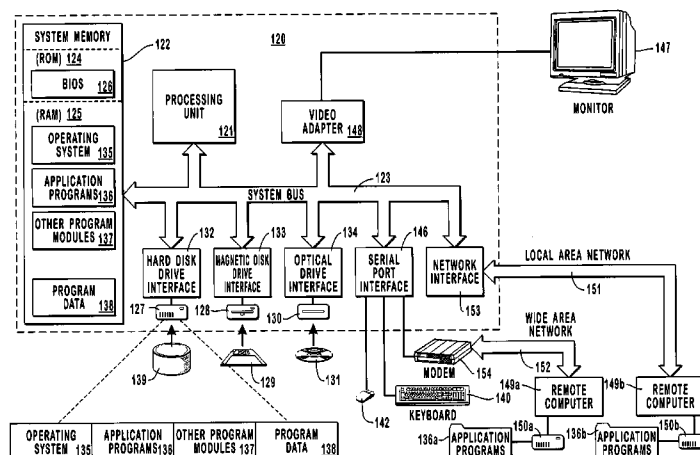 SYSTEM MEMORY
122
(ROM) 124
BIOS 126
(RAM) 125
OPERATING
SYSTEM 135
APPLICATION
PROGRAMS 136
OTHER PROGRAM
MODULES 137
PROGRAM
DATA 138
120
PROCESSING
UNIT
121
VIDEO
ADAPTER
148
147
MONITOR
SYSTEM BUS
123
132
HARD DISK
DRIVE
INTERFACE
133
MAGNETIC DISK
DRIVE
INTERFACE
134
OPTICAL
DRIVE
INTERFACE
146
SERIAL
PORT
INTERFACE
NETWORK
INTERFACE
153
LOCAL AREA NETWORK
151
127
128
130
139
129
131
WIDE AREA
NETWORK
152
MODEM
154
142
KEYBOARD
140
149a
REMOTE
COMPUTER
149b
REMOTE
COMPUTER
150a
136a
APPLICATION
PROGRAMS
150b
136b
APPLICATION
PROGRAMS
OPERATING
SYSTEM 135
APPLICATION
PROGRAMS 136
OTHER PROGRAM
MODULES 137
PROGRAM
DATA 138